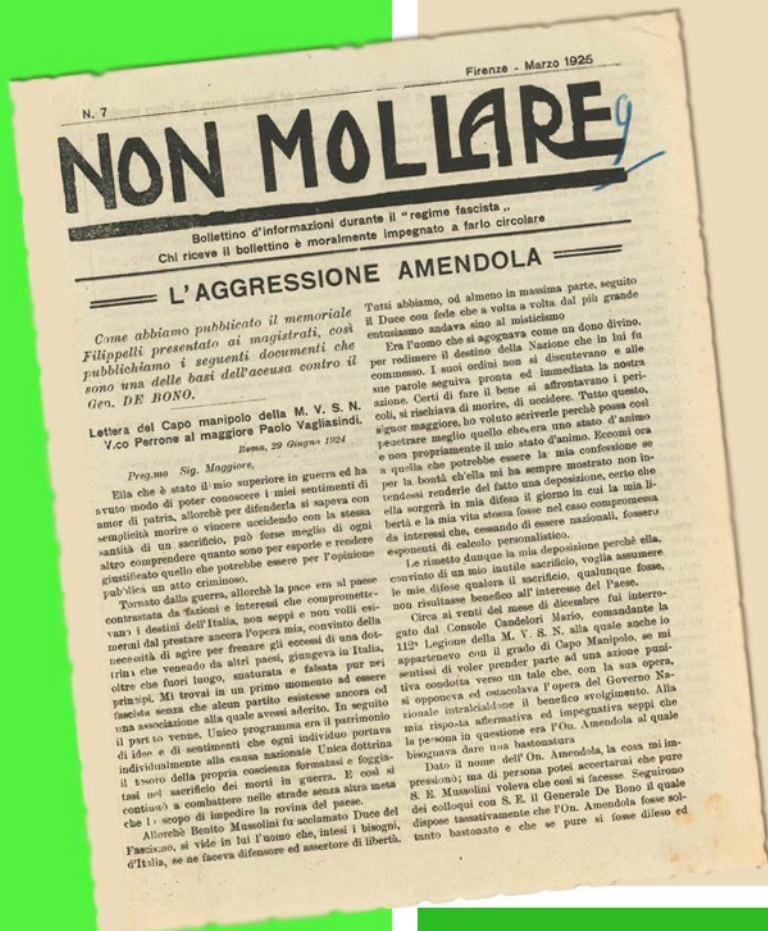 Firenze - Marzo 1925
N. 7
NON MOLLARE
9
Bollettino d'informazioni durante il "regime fascista „
Chi riceve il bollettino è moralmente impegnato a farlo circolare
L'AGGRESSIONE AMENDOLA
Come abbiamo pubblicato il memoriale
Filippelli presentato ai magistrati, così
pubblichiamo i seguenti documenti che
sono una delle basi dell'accusa contro il
Gen. DE BONO.
Lettera del Capo manipolo della M. V. S. N.
V.co Perrone al maggiore Paolo Vagliasindi.
Roma, 29 Giugno 1924
Preg.mo Sig. Maggiore,
Ella che è stato il mio superiore in guerra ed ha
avuto modo di poter conoscere i miei sentimenti di
amor di patria, allorchè per difenderla si sapeva con
semplicità morire o vincere uccidendo con la stessa
santità di un sacrificio, può forse meglio di ogni
altro comprendere quanto sono per esporle e rendere
giustificato quello che potrebbe essere per l'opinione
pubblica un atto criminoso.
Tornato dalla guerra, allorchè la pace era al paese
contrastata da fazioni e interessi che compromette-
vano i destini dell'Italia, non seppi e non volli esi-
mermi dal prestare ancora l'opera mia, convinto della
necessità di agire per frenare gli eccessi di una dot-
trina che venendo da altri paesi, giungeva in Italia,
oltre che fuori luogo, snaturata e falsata pur nei
principi. Mi trovai in un primo momento ad essere
fascista senza che alcun partito esistesse ancora od
una associazione alla quale avessi aderito. In seguito
il partito venne. Unico programma era il patrimonio
di idee e di sentimenti che ogni individuo portava
individualmente alla causa nazionale Unica dottrina
il tesoro della propria coscienza formatasi e foggia-
tasi nel sacrificio dei morti in guerra. E così si
continuò a combattere nelle strade senza altra meta
che lo scopo di impedire la rovina del paese.
Allorchè Benito Mussolini fu acclamato Duce del
Fascismo, si vide in lui l'uomo che, intesi i bisogni,
d'Italia, se ne faceva difensore ed assertore di libertà.
Tutti abbiamo, od almeno in massima parte, seguito
il Duce con fede che a volta a volta dal più grande
entusiasmo andava sino al misticismo
Era l'uomo che si agognava come un dono divino,
per redimere il destino della Nazione che in lui fu
commesso. I suoi ordini non si discutevano e alle
sue parole seguiva pronta ed immediata la nostra
azione. Certi di fare il bene si affrontavano i peri-
coli, si rischiava di morire, di uccidere. Tutto questo,
signor maggiore, ho voluto scriverle perchè possa così
penetrare meglio quello che era uno stato d'animo
e non propriamente il mio stato d'animo. Eccomi ora
a quella che potrebbe essere la mia confessione se
per la bontà ch'ella mi ha sempre mostrato non in-
tendessi renderle del fatto una deposizione, certo che
ella sorgerà in mia difesa il giorno in cui la mia li-
bertà e la mia vita stessa fosse nel caso compromessa
da interessi che, cessando di essere nazionali, fossero
esponenti di calcolo personalistico.
Le rimetto dunque la mia deposizione perchè ella,
convinto di un mio inutile sacrificio, voglia assumere
le mie difese qualora il sacrificio, qualunque fosse,
non risultasse benefico all'interesse del Paese.
Circa ai venti del mese di dicembre fui interro-
gato dal Console Candelori Mario, comandante la
112ª Legione della M. V. S. N. alla quale anche io
appartenevo con il grado di Capo Manipolo, se mi
sentissi di voler prender parte ad una azione puni-
tiva condotta verso un tale che, con la sua opera,
si opponeva ed ostacolava l'opera del Governo Na-
zionale intralciandone il benefico svolgimento. Alla
mia risposta affermativa ed impegnativa seppi che
la persona in questione era l'On. Amendola al quale
bisognava dare una bastonatura
Dato il nome dell'On. Amendola, la cosa mi im-
pressionò; ma di persona potei accertarmi che pure
S. E. Mussolini voleva che così si facesse. Seguirono
dei colloqui con S. E. il Generale De Bono il quale
dispose tassativamente che l'On. Amendola fosse sol-
tanto bastonato e che se pure si fosse difeso ed